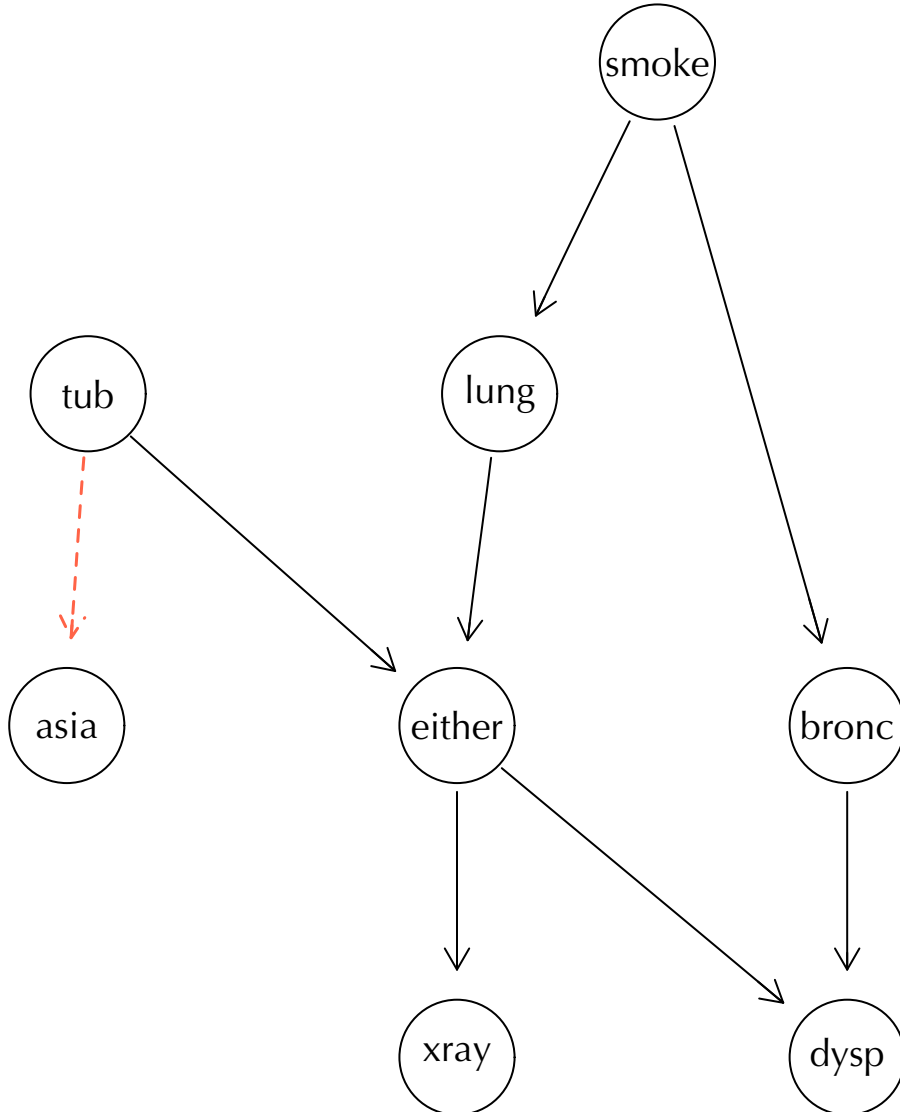 smoke
tub
lung
asia
either
bronc
xray
dysp